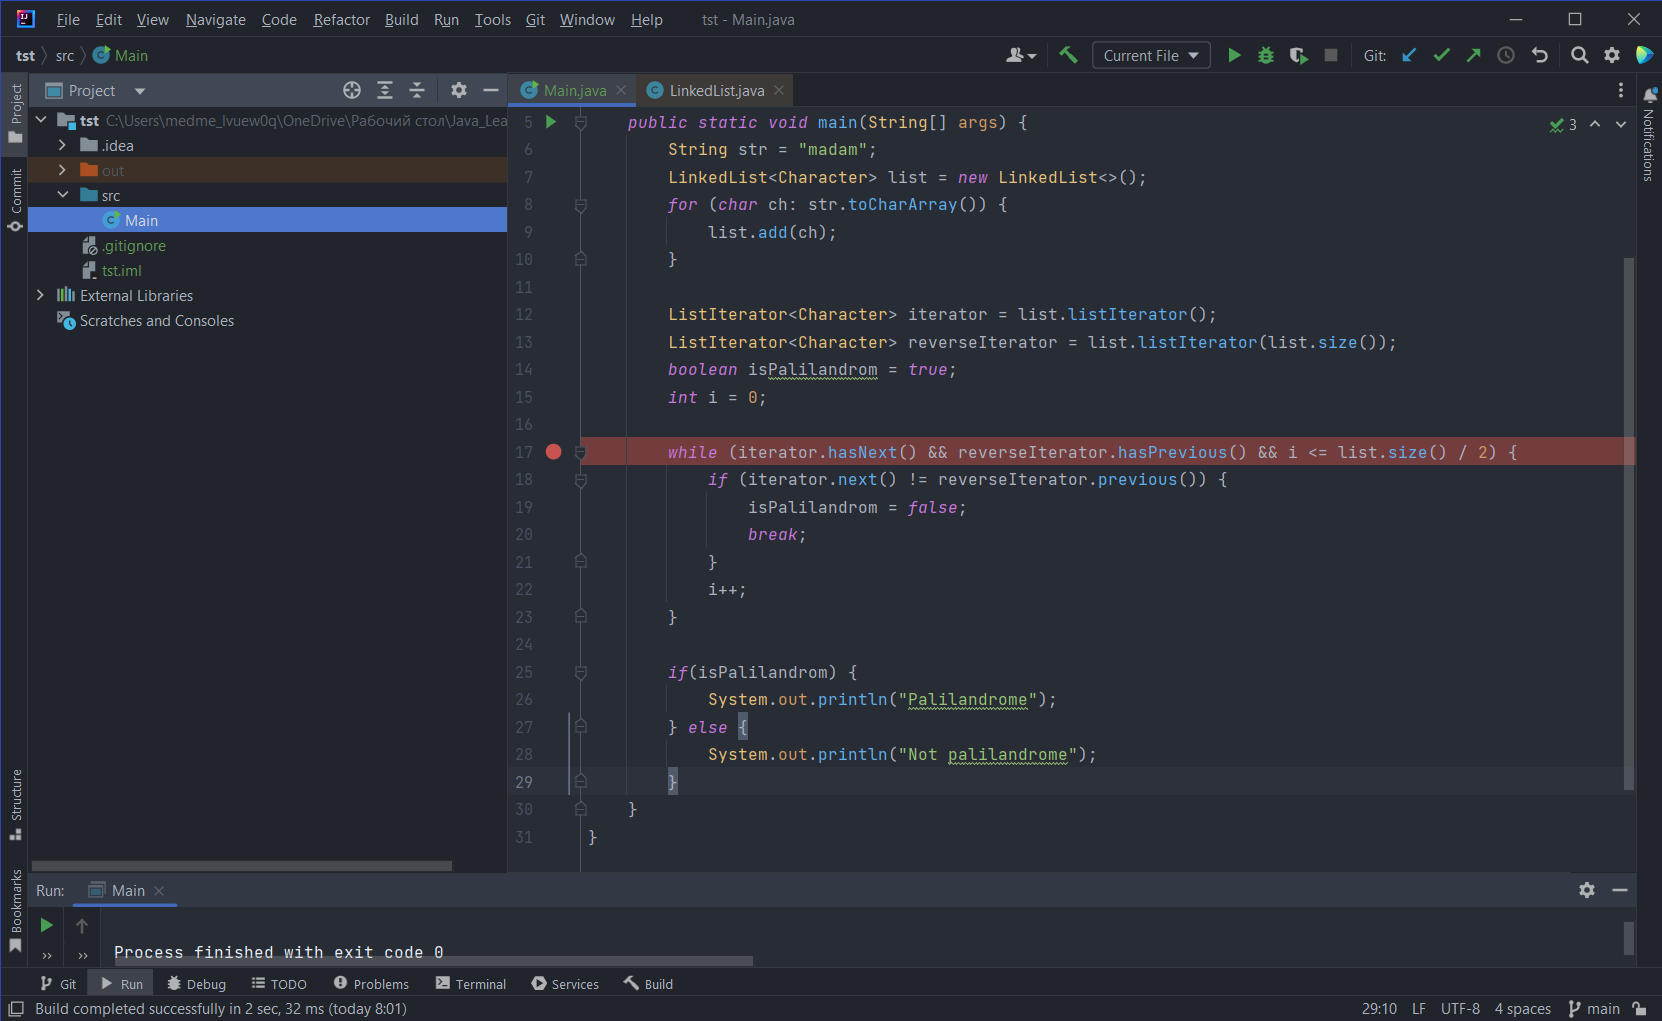 File Edit View Navigate Code Refactor Build Run Tools Git Window Help tst - Main.java
tst src Main Current File Git:
Project Main.java LinkedList.java
tst C:\Users\medme_lvuew0q\OneDrive\Рабочий стол\Java_Lea
.idea
out
src
Main
.gitignore
tst.iml
External Libraries
Scratches and Consoles
Project
Commit
Structure
Bookmarks
Notifications
3
5 public static void main(String[] args) {
6 String str = "madam";
7 LinkedList<Character> list = new LinkedList<>();
8 for (char ch: str.toCharArray()) {
9 list.add(ch);
10 }
11
12 ListIterator<Character> iterator = list.listIterator();
13 ListIterator<Character> reverseIterator = list.listIterator(list.size());
14 boolean isPalilandrom = true;
15 int i = 0;
16
17 while (iterator.hasNext() && reverseIterator.hasPrevious() && i <= list.size() / 2) {
18 if (iterator.next() != reverseIterator.previous()) {
19 isPalilandrom = false;
20 break;
21 }
22 i++;
23 }
24
25 if(isPalilandrom) {
26 System.out.println("Palilandrome");
27 } else {
28 System.out.println("Not palilandrome");
29 }
30 }
31 }
Run: Main
Process finished with exit code 0
Git Run Debug TODO Problems Terminal Services Build
Build completed successfully in 2 sec, 32 ms (today 8:01) 29:10 LF UTF-8 4 spaces main